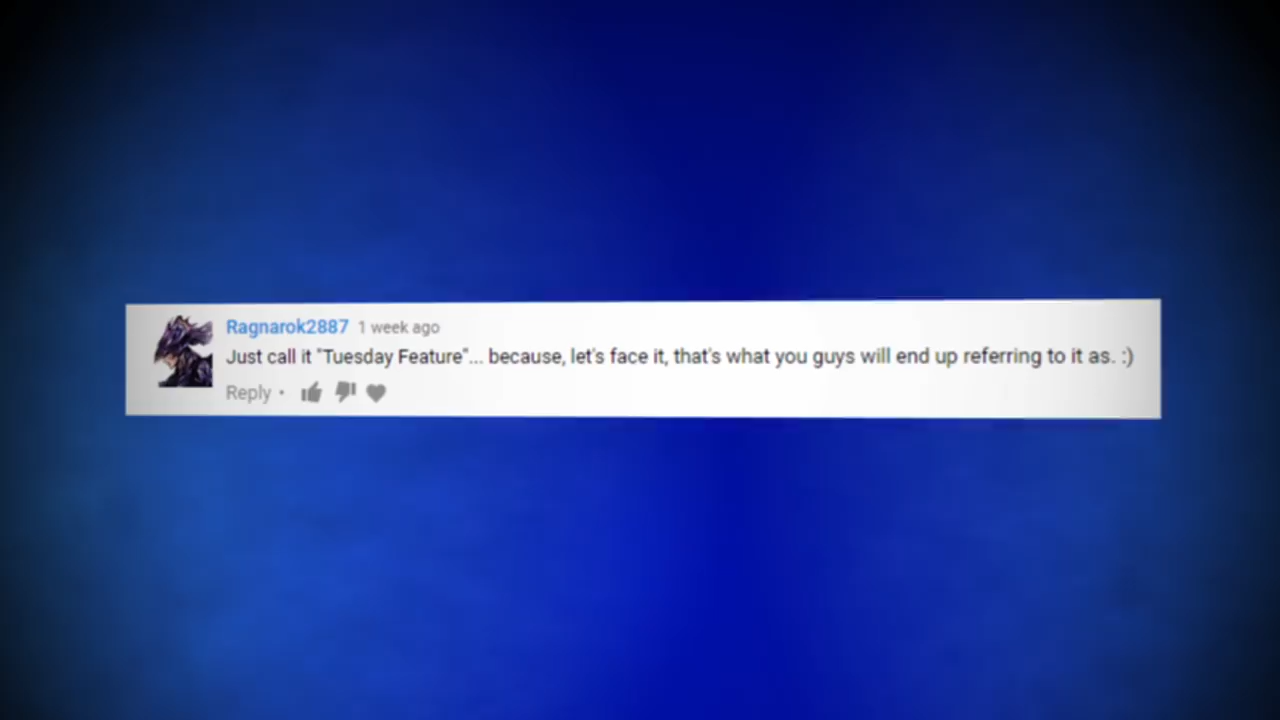 Ragnarok2887 1 week ago
Just call it "Tuesday Feature"... because, let's face it, that's what you guys will end up referring to it as. :)
Reply •